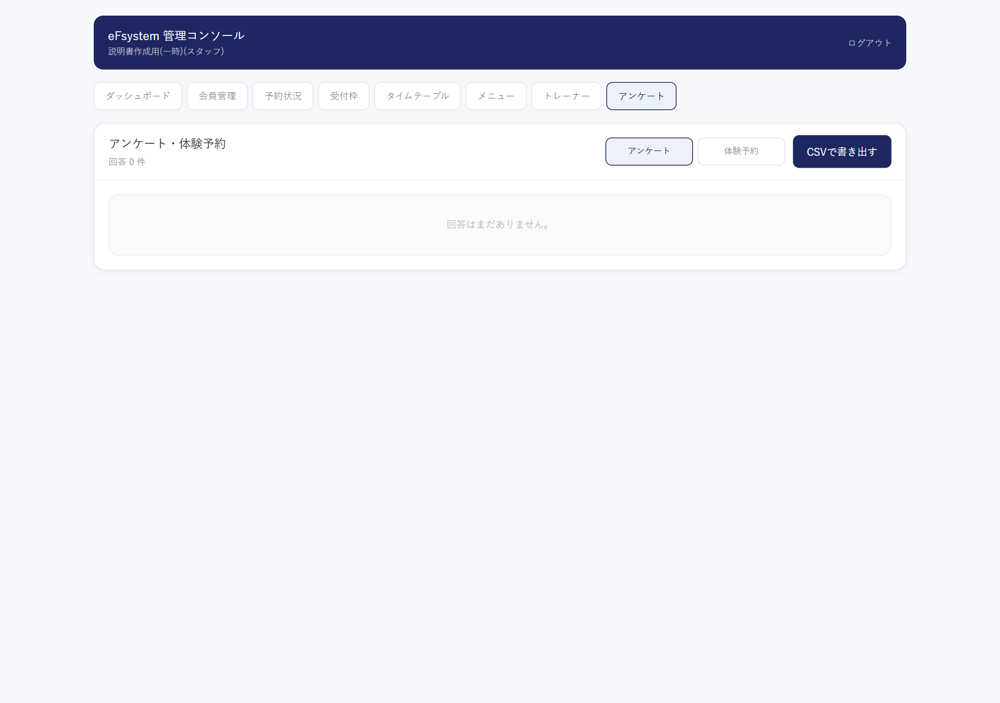 eFsystem 管理コンソール
説明書作成用(一時)(スタッフ)
ログアウト
ダッシュボード
会員管理
予約状況
受付枠
タイムテーブル
メニュー
トレーナー
アンケート
アンケート・体験予約
回答 0 件
アンケート
体験予約
CSVで書き出す
回答はまだありません。